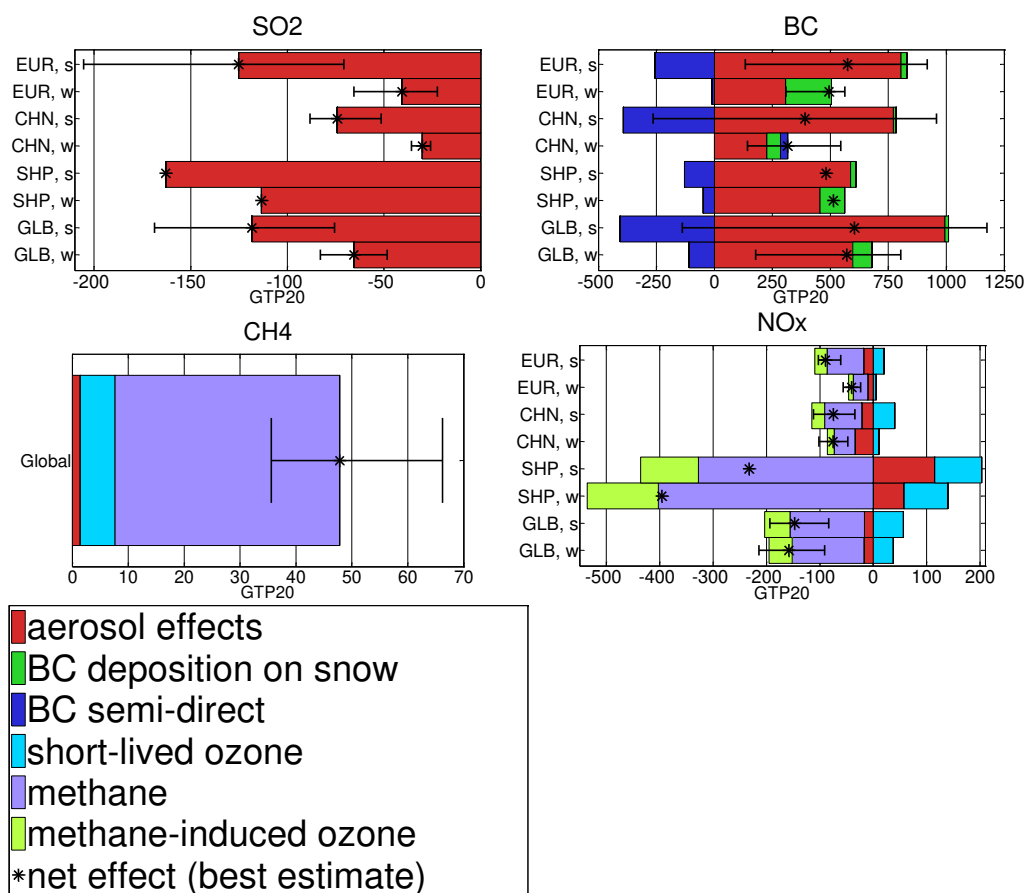 SO2
EUR, s
EUR, w
CHN, s
CHN, w
SHP, s
SHP, w
GLB, s
GLB, w
-200 -150 -100 -50 0
GTP20
BC
EUR, s
EUR, w
CHN, s
CHN, w
SHP, s
SHP, w
GLB, s
GLB, w
-500 -250 0 250 500 750 1000 1250
GTP20
CH4
Global
0 10 20 30 40 50 60 70
GTP20
NOx
EUR, s
EUR, w
CHN, s
CHN, w
SHP, s
SHP, w
GLB, s
GLB, w
-500 -400 -300 -200 -100 0 100 200
GTP20
aerosol effects
BC deposition on snow
BC semi-direct
short-lived ozone
methane
methane-induced ozone
*net effect (best estimate)